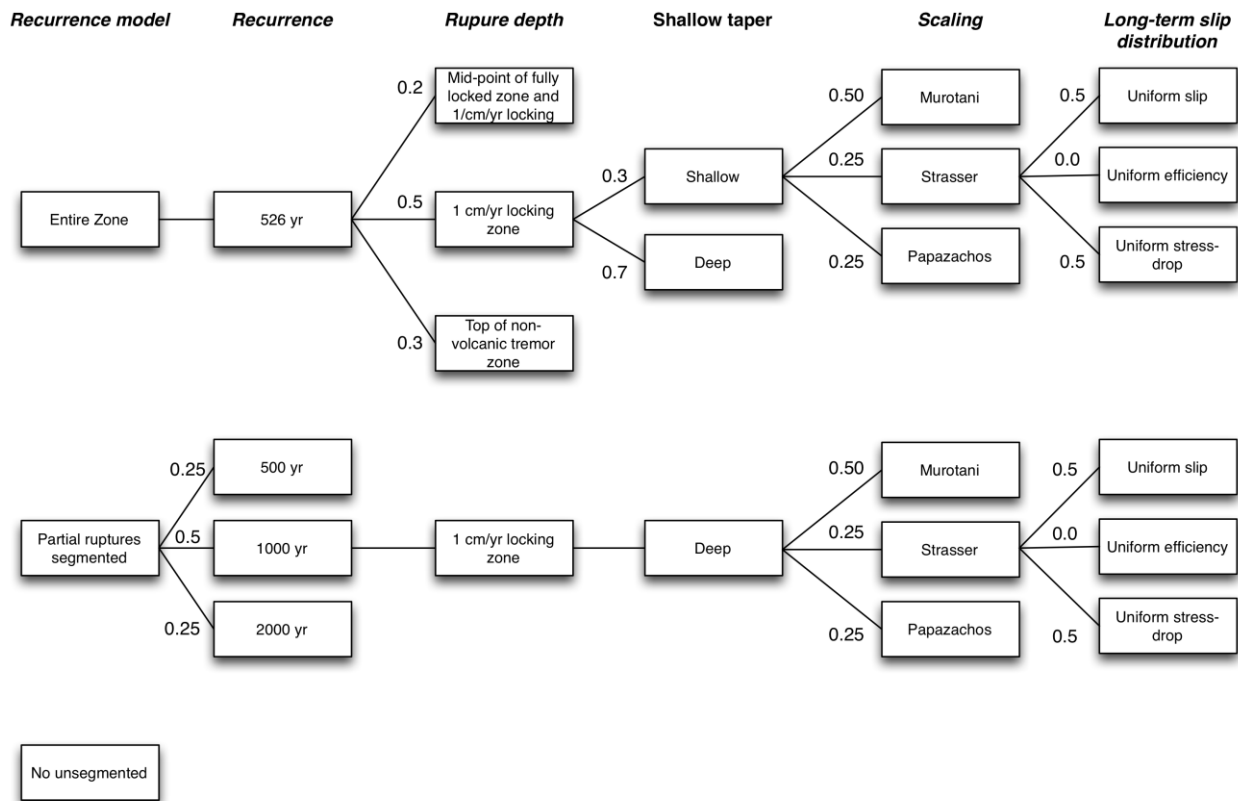 Recurrence model
Recurrence
Rupure depth
Shallow taper
Scaling
Long-term slip
distribution
0.2
Mid-point of fully
locked zone and
1/cm/yr locking
0.50
Murotani
0.5
Uniform slip
Entire Zone
526 yr
0.5
1 cm/yr locking
zone
0.3
Shallow
0.25
Strasser
0.0
Uniform efficiency
0.7
Deep
0.25
Papazachos
0.5
Uniform stress-
drop
0.3
Top of non-
volcanic tremor
zone
0.25
500 yr
0.50
Murotani
0.5
Uniform slip
Partial ruptures
segmented
0.5
1000 yr
1 cm/yr locking
zone
Deep
0.25
Strasser
0.0
Uniform efficiency
0.25
2000 yr
0.25
Papazachos
0.5
Uniform stress-
drop
No unsegmented